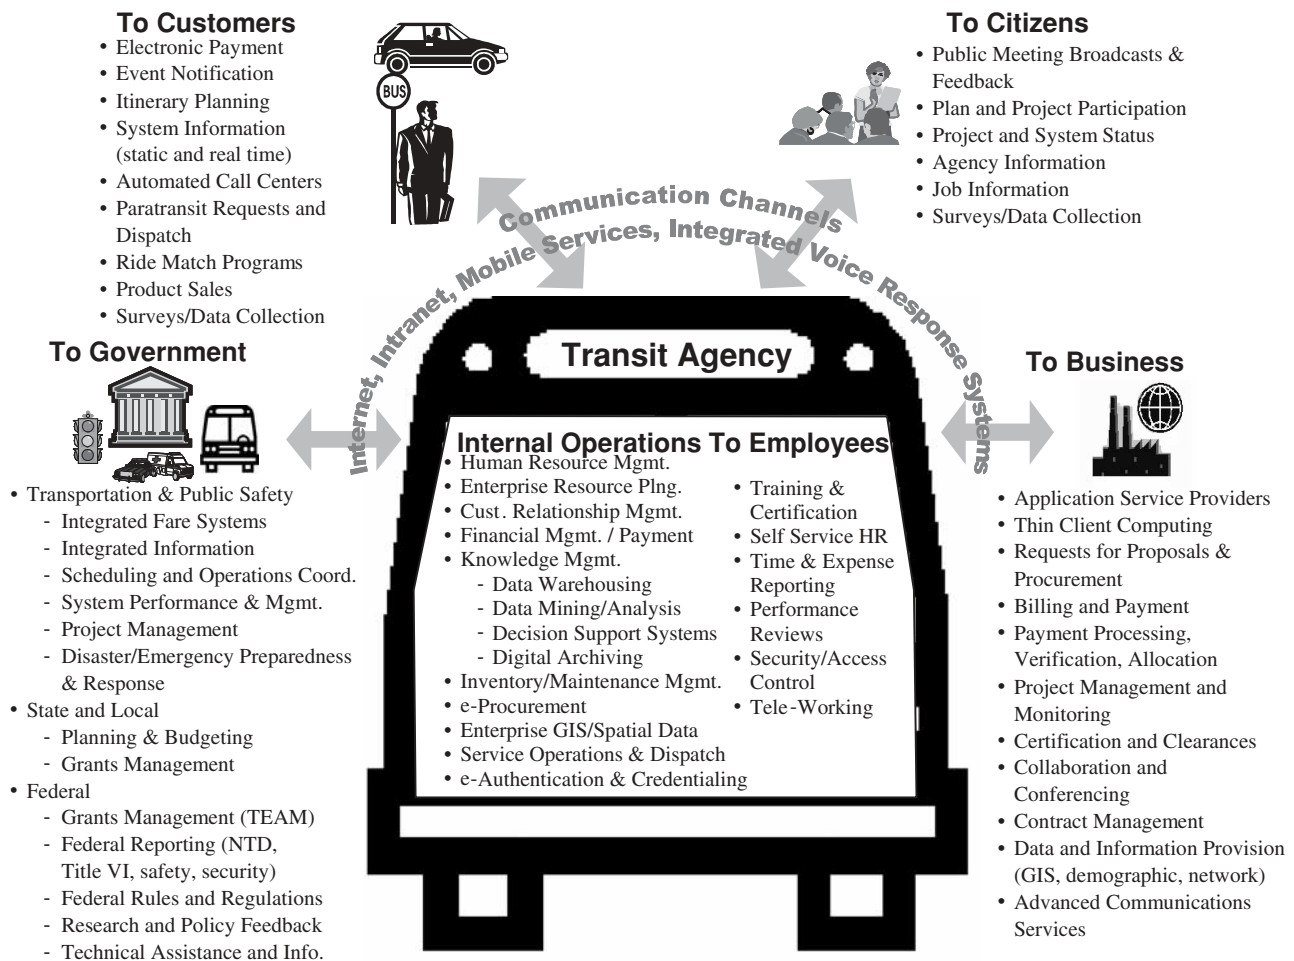 To Customers
• Electronic Payment
• Event Notification
• Itinerary Planning
• System Information
(static and real time)
• Automated Call Centers
• Paratransit Requests and
Dispatch
• Ride Match Programs
• Product Sales
• Surveys/Data Collection
BUS
To Citizens
• Public Meeting Broadcasts &
Feedback
• Plan and Project Participation
• Project and System Status
• Agency Information
• Job Information
• Surveys/Data Collection
Communication Channels
Internet, Intranet, Mobile Services, Integrated Voice Response Systems
To Government
• Transportation & Public Safety
- Integrated Fare Systems
- Integrated Information
- Scheduling and Operations Coord.
- System Performance & Mgmt.
- Project Management
- Disaster/Emergency Preparedness
& Response
• State and Local
- Planning & Budgeting
- Grants Management
• Federal
- Grants Management (TEAM)
- Federal Reporting (NTD,
Title VI, safety, security)
- Federal Rules and Regulations
- Research and Policy Feedback
- Technical Assistance and Info.
Transit Agency
Internal Operations To Employees
• Human Resource Mgmt.
• Enterprise Resource Plng.
• Cust. Relationship Mgmt.
• Financial Mgmt. / Payment
• Knowledge Mgmt.
- Data Warehousing
- Data Mining/Analysis
- Decision Support Systems
- Digital Archiving
• Inventory/Maintenance Mgmt.
• e-Procurement
• Enterprise GIS/Spatial Data
• Service Operations & Dispatch
• e-Authentication & Credentialing
• Training &
Certification
• Self Service HR
• Time & Expense
Reporting
• Performance
Reviews
• Security/Access
Control
• Tele-Working
To Business
• Application Service Providers
• Thin Client Computing
• Requests for Proposals &
Procurement
• Billing and Payment
• Payment Processing,
Verification, Allocation
• Project Management and
Monitoring
• Certification and Clearances
• Collaboration and
Conferencing
• Contract Management
• Data and Information Provision
(GIS, demographic, network)
• Advanced Communications
Services